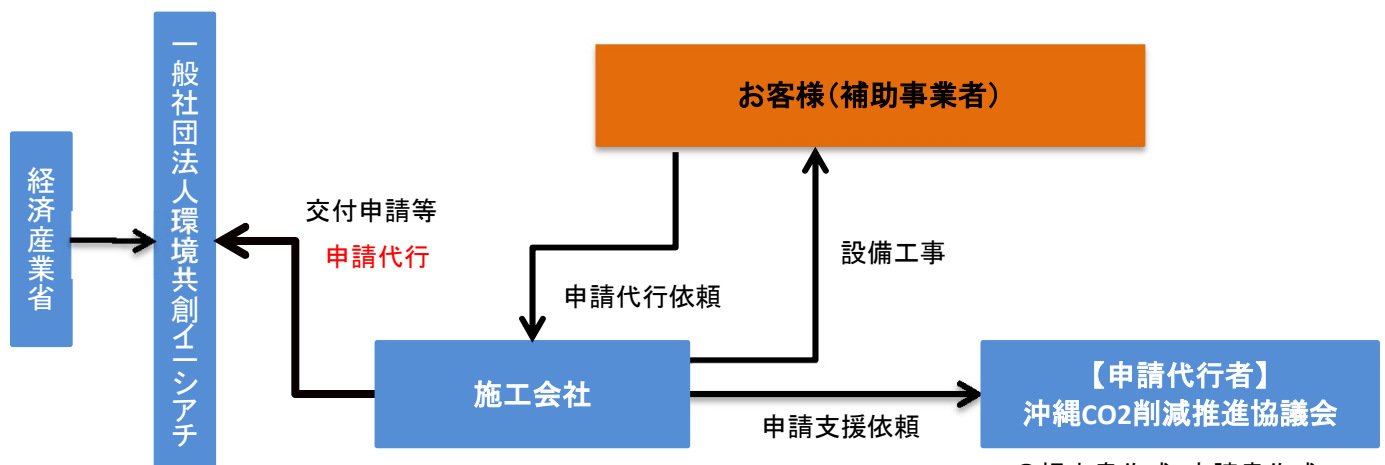 経済産業省
一般社団法人環境共創イニーシアチ
お客様(補助事業者)
交付申請等
申請代行
設備工事
申請代行依頼
施工会社
【申請代行者】
沖縄CO2削減推進協議会
申請支援依頼